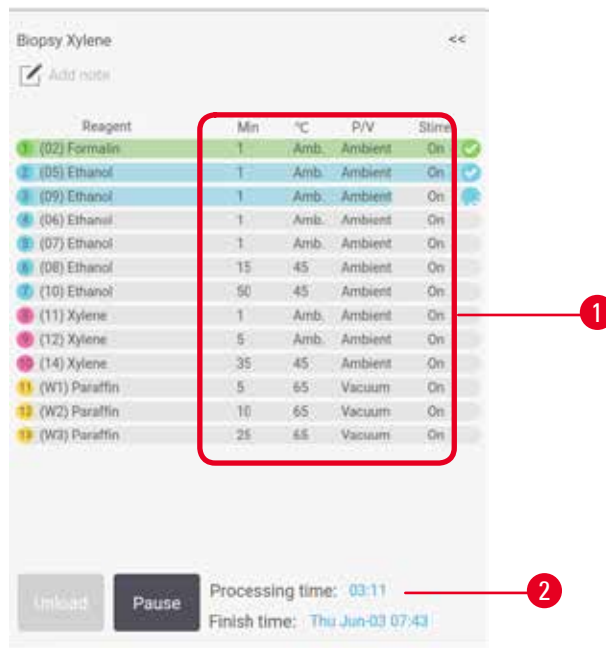 Biopsy Xylene <<
Add note
Reagent Min °C P/V Stirrer
1 (02) Formalin 1 Amb. Ambient On
2 (05) Ethanol 1 Amb. Ambient On
3 (09) Ethanol 1 Amb. Ambient On
4 (06) Ethanol 1 Amb. Ambient On
5 (07) Ethanol 1 Amb. Ambient On
6 (08) Ethanol 15 45 Ambient On
7 (10) Ethanol 50 45 Ambient On
8 (11) Xylene 1 Amb. Ambient On
9 (12) Xylene 5 Amb. Ambient On
10 (14) Xylene 35 45 Ambient On
11 (W1) Paraffin 5 65 Vacuum On
12 (W2) Paraffin 10 65 Vacuum On
13 (W3) Paraffin 25 65 Vacuum On
1
Unload Pause Processing time: 03:11
Finish time: Thu Jun-03 07:43
2